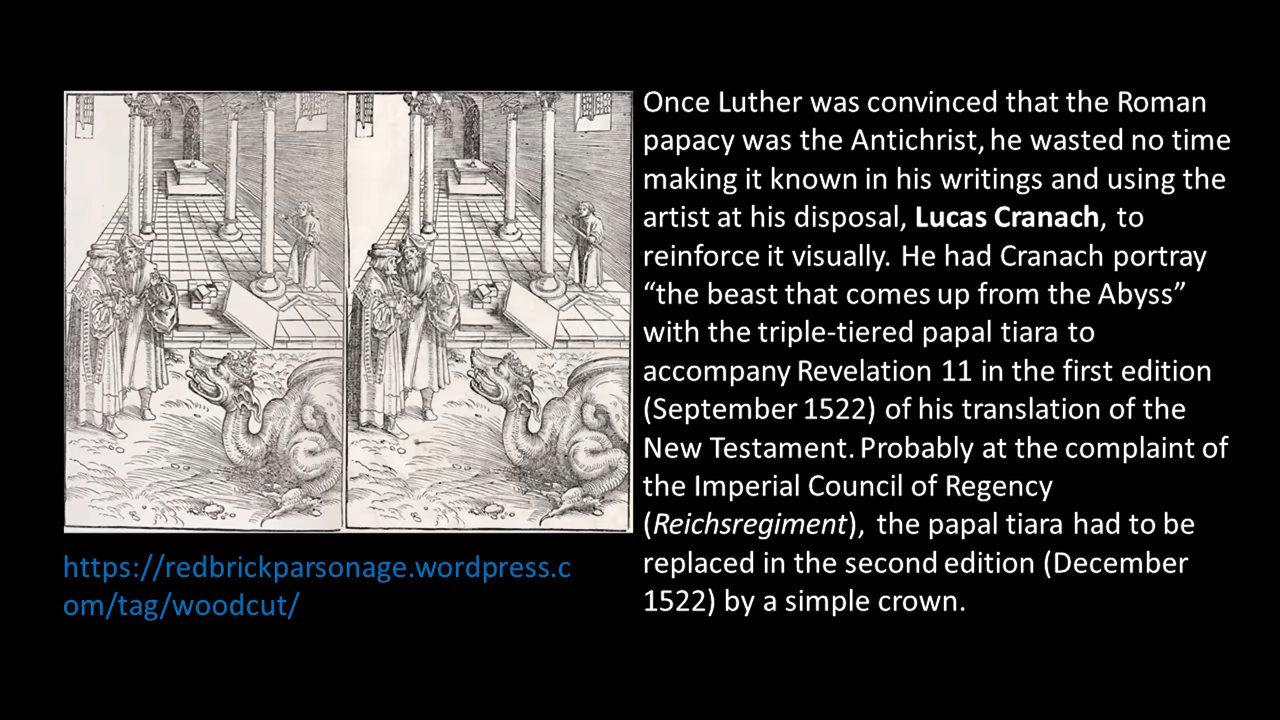 Once Luther was convinced that the Roman
papacy was the Antichrist, he wasted no time
making it known in his writings and using the
artist at his disposal, Lucas Cranach, to
reinforce it visually. He had Cranach portray
“the beast that comes up from the Abyss”
with the triple-tiered papal tiara to
accompany Revelation 11 in the first edition
(September 1522) of his translation of the
New Testament. Probably at the complaint of
the Imperial Council of Regency
(Reichsregiment), the papal tiara had to be
replaced in the second edition (December
1522) by a simple crown.
https://redbrickparsonage.wordpress.c
om/tag/woodcut/